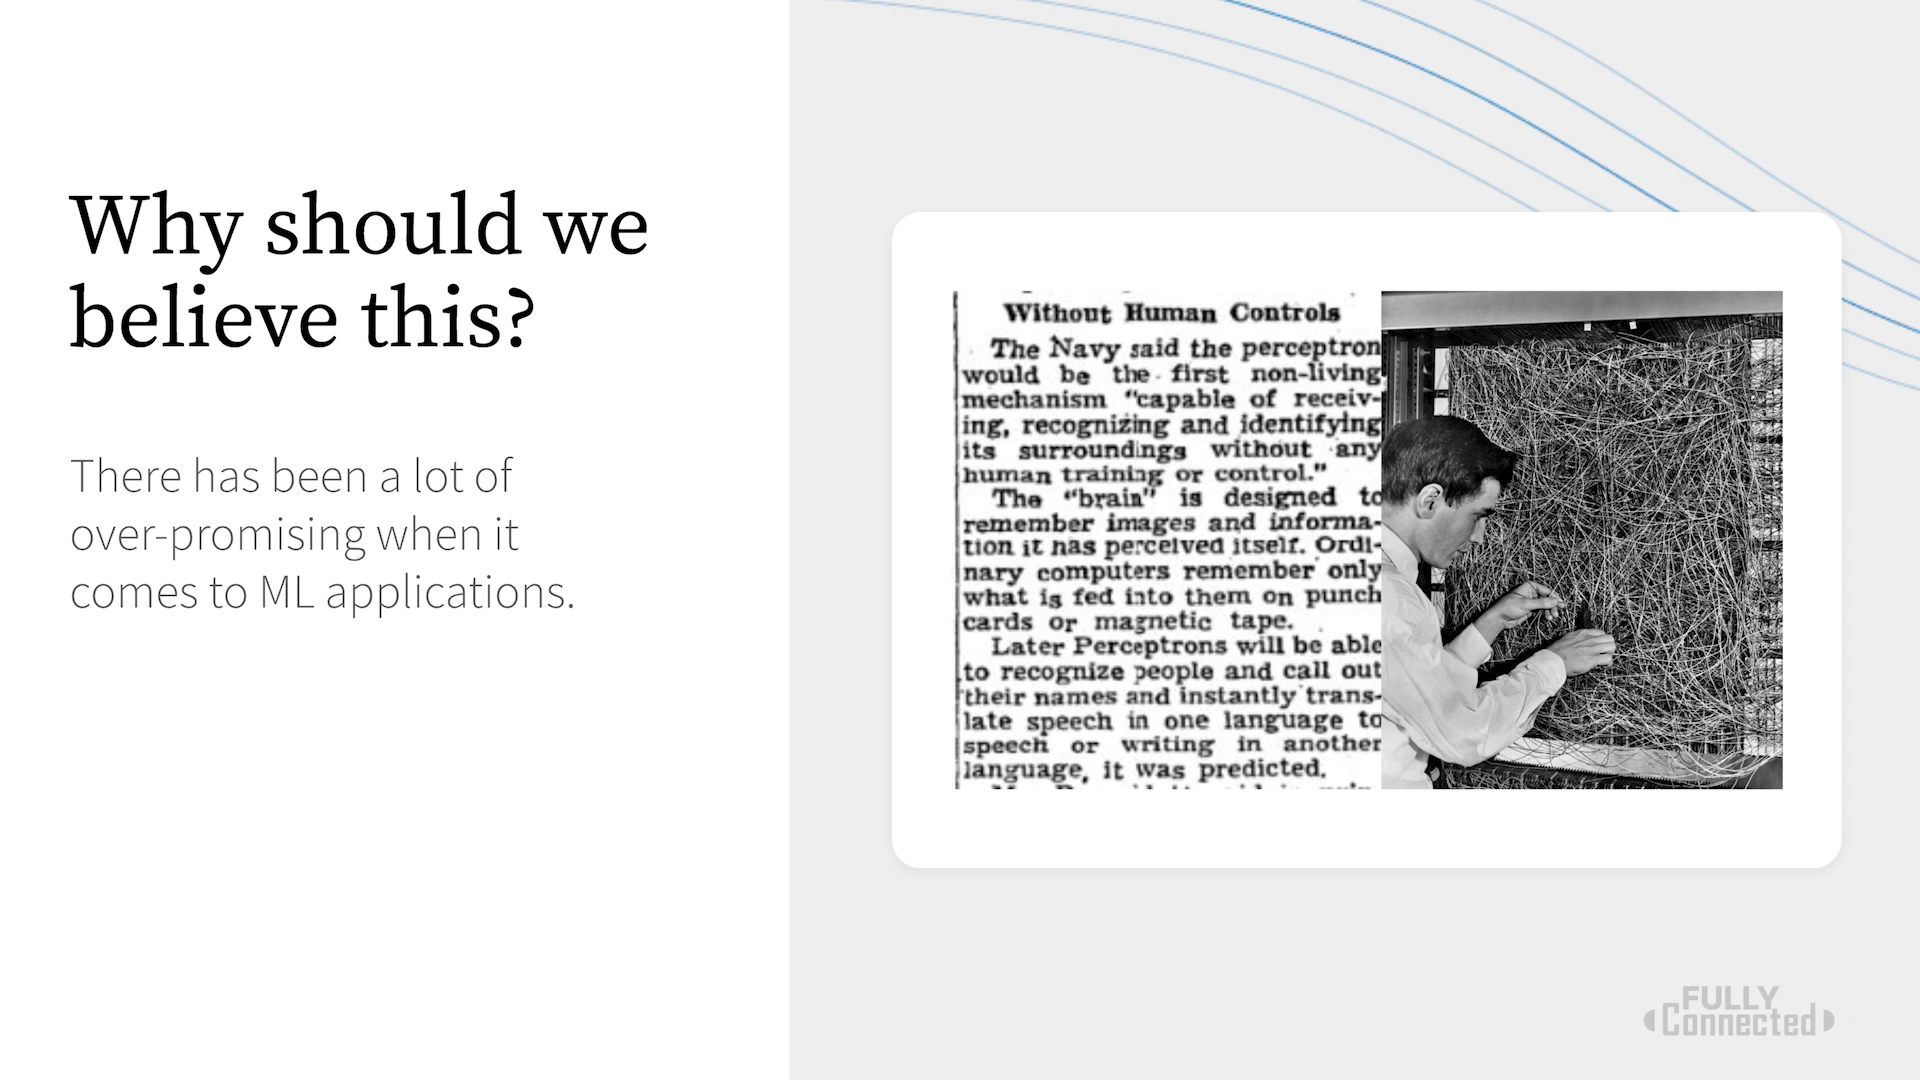 Why should we
believe this?
There has been a lot of
over-promising when it
comes to ML applications.
Without Human Controls
The Navy said the perceptron
would be the first non-living
mechanism "capable of receiv-
ing, recognizing and identifying
its surroundings without any
human training or control."
The "brain" is designed to
remember images and informa-
tion it has perceived itself. Ordi-
nary computers remember only
what is fed into them on punch
cards or magnetic tape.
Later Perceptrons will be able
to recognize people and call out
their names and instantly trans-
late speech in one language to
speech or writing in another
language, it was predicted.
FULLY
Connected